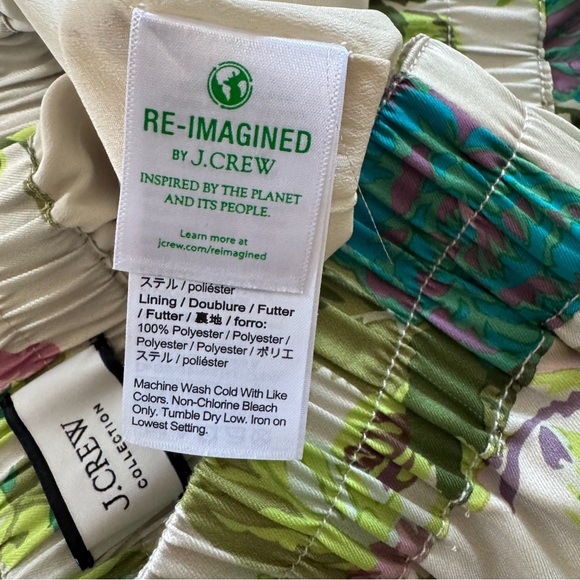 RE-IMAGINED
BY J.CREW
INSPIRED BY THE PLANET
AND ITS PEOPLE.
Learn more at
jcrew.com/reimagined
ステル / poliéster
Lining / Doublure / Futter
/ Futter / 裏地 / forro:
100% Polyester / Polyester /
Polyester / Polyester / ポリエ
ステル / poliéster
Machine Wash Cold With Like
Colors. Non-Chlorine Bleach
Only. Tumble Dry Low. Iron on
Lowest Setting.
J.CREW
COLLECTION